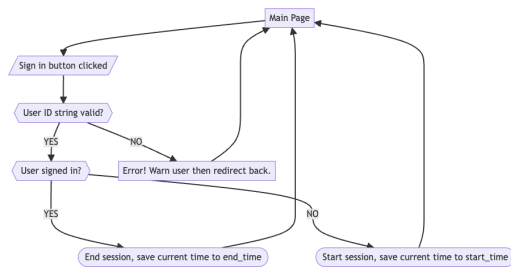 Main Page
Sign in button clicked
User ID string valid?
YES
NO
User signed in?
Error! Warn user then redirect back.
YES
NO
End session, save current time to end_time
Start session, save current time to start_time